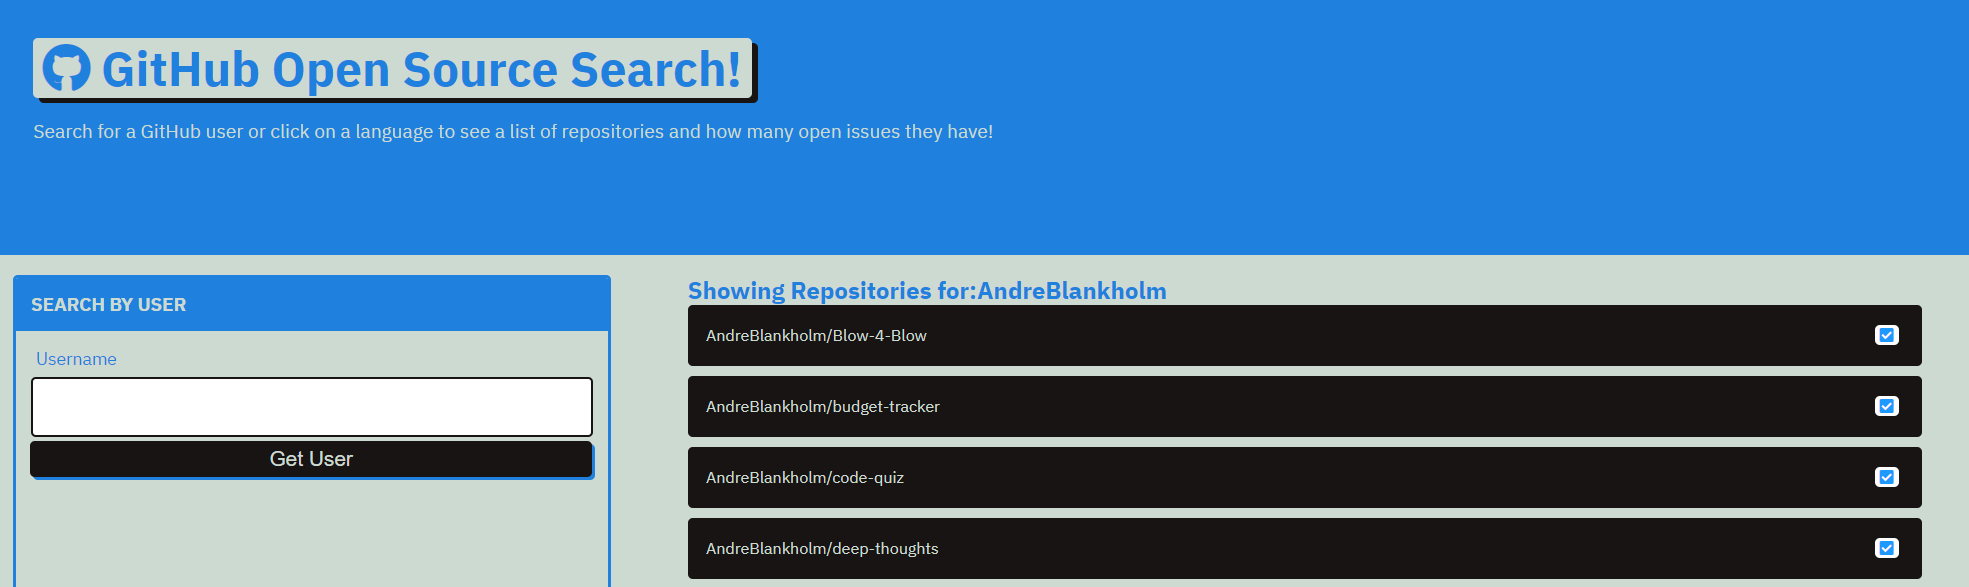 GitHub Open Source Search!
Search for a GitHub user or click on a language to see a list of repositories and how many open issues they have!
SEARCH BY USER
Username
Get User
Showing Repositories for:AndreBlankholm
AndreBlankholm/Blow-4-Blow
AndreBlankholm/budget-tracker
AndreBlankholm/code-quiz
AndreBlankholm/deep-thoughts